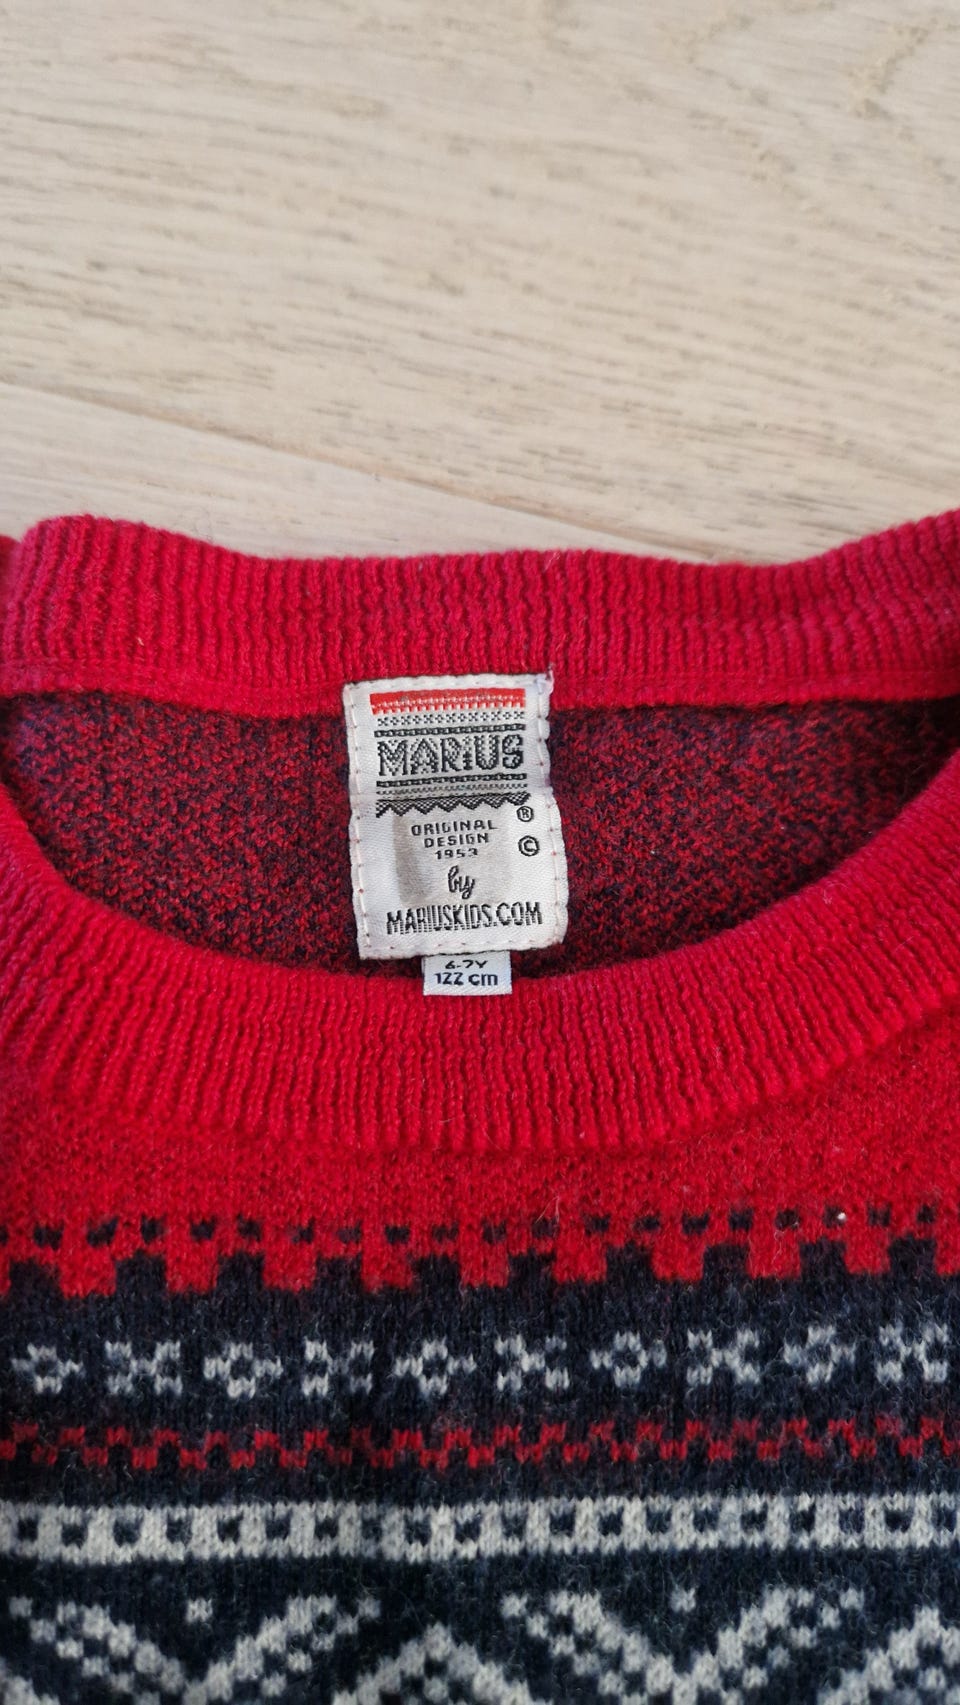 MARIUS
®
ORIGINAL
DESIGN
©
1953
by
MARIUSKIDS.COM
6-7Y
122 cm